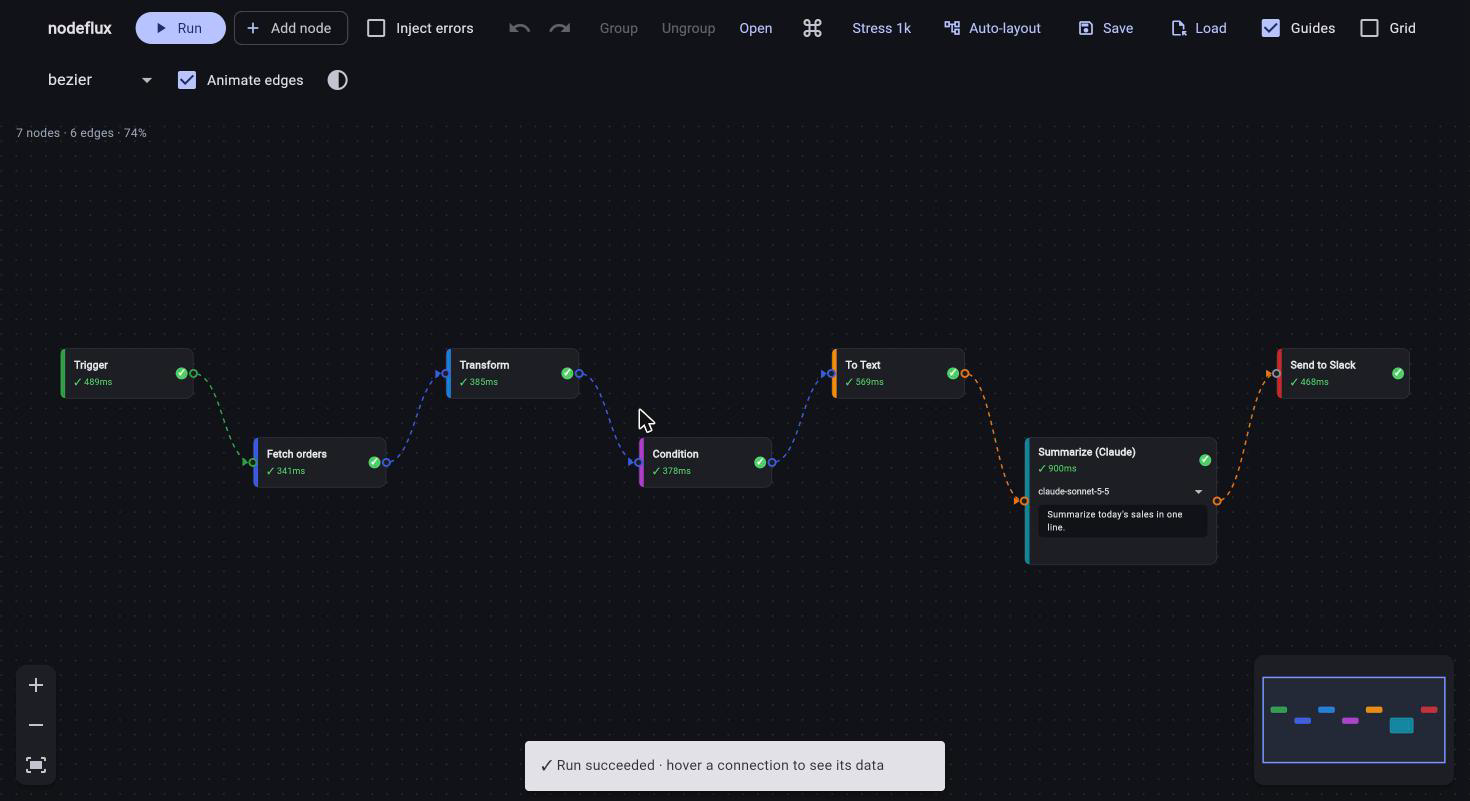 nodeflux
Run
Add node
Inject errors
Group
Ungroup
Open
Stress 1k
Auto-layout
Save
Load
Guides
Grid
bezier
Animate edges
7 nodes · 6 edges · 74%
Trigger
✓ 489ms
Fetch orders
✓ 341ms
Transform
✓ 385ms
Condition
✓ 378ms
To Text
✓ 569ms
Summarize (Claude)
✓ 900ms
claude-sonnet-5-5
Summarize today's sales in one
line.
Send to Slack
✓ 468ms
✓ Run succeeded · hover a connection to see its data